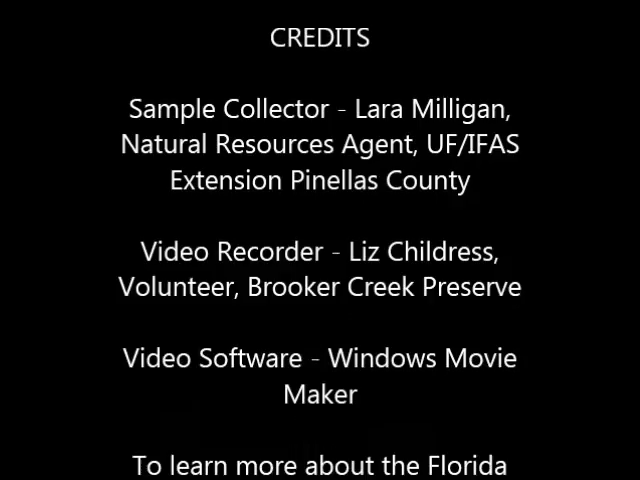 CREDITS
Sample Collector - Lara Milligan,
Natural Resources Agent, UF/IFAS
Extension Pinellas County
Video Recorder - Liz Childress,
Volunteer, Brooker Creek Preserve
Video Software - Windows Movie
Maker
To learn more about the Florida